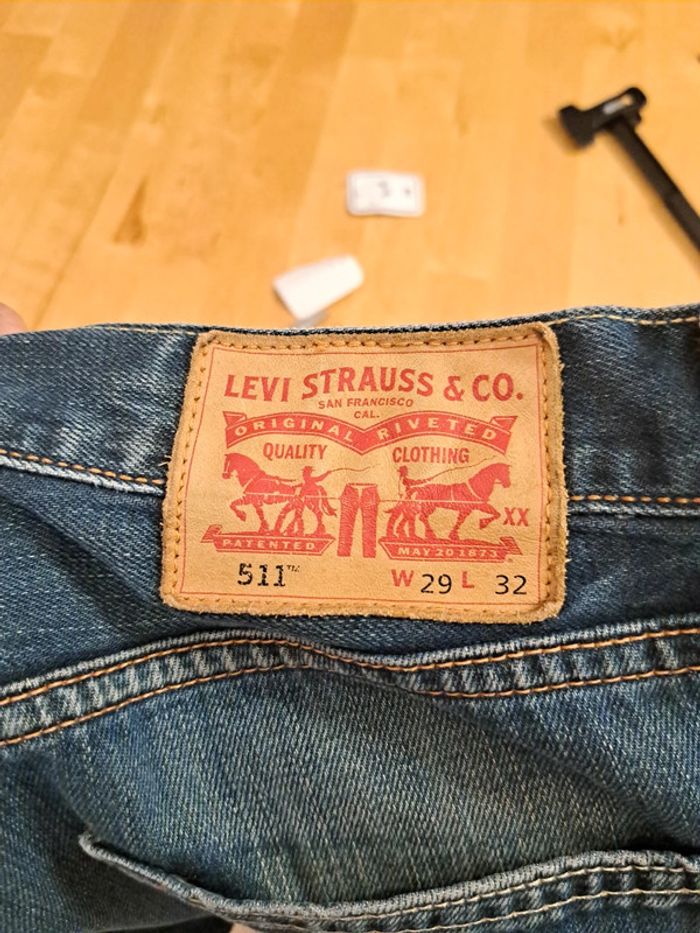 LEVI STRAUSS & CO.
SAN FRANCISCO
CAL.
ORIGINAL RIVETED
QUALITY CLOTHING
XX
PATENTED MAY 20 1873
511™ W 29 L 32